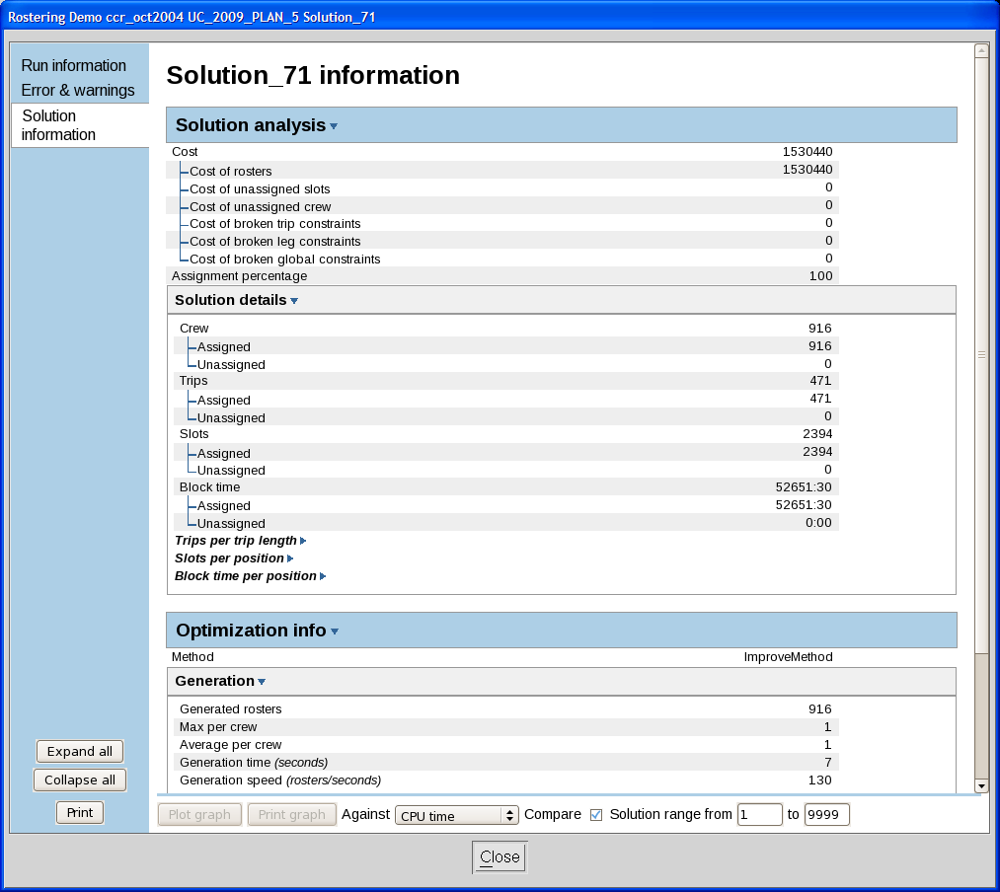 Rostering Demo ccr_oct2004 UC_2009_PLAN_5 Solution_71
Run information
Error & warnings
Solution
information
Solution_71 information
Solution analysis
Cost 1530440
Cost of rosters 1530440
Cost of unassigned slots 0
Cost of unassigned crew 0
Cost of broken trip constraints 0
Cost of broken leg constraints 0
Cost of broken global constraints 0
Assignment percentage 100
Solution details
Crew 916
Assigned 916
Unassigned 0
Trips 471
Assigned 471
Unassigned 0
Slots 2394
Assigned 2394
Unassigned 0
Block time 52651:30
Assigned 52651:30
Unassigned 0:00
Trips per trip length
Slots per position
Block time per position
Optimization info
Method ImproveMethod
Generation
Generated rosters 916
Max per crew 1
Average per crew 1
Generation time (seconds) 7
Generation speed (rosters/seconds) 130
Expand all
Collapse all
Print
Plot graph Print graph Against CPU time Compare Solution range from 1 to 9999
Close